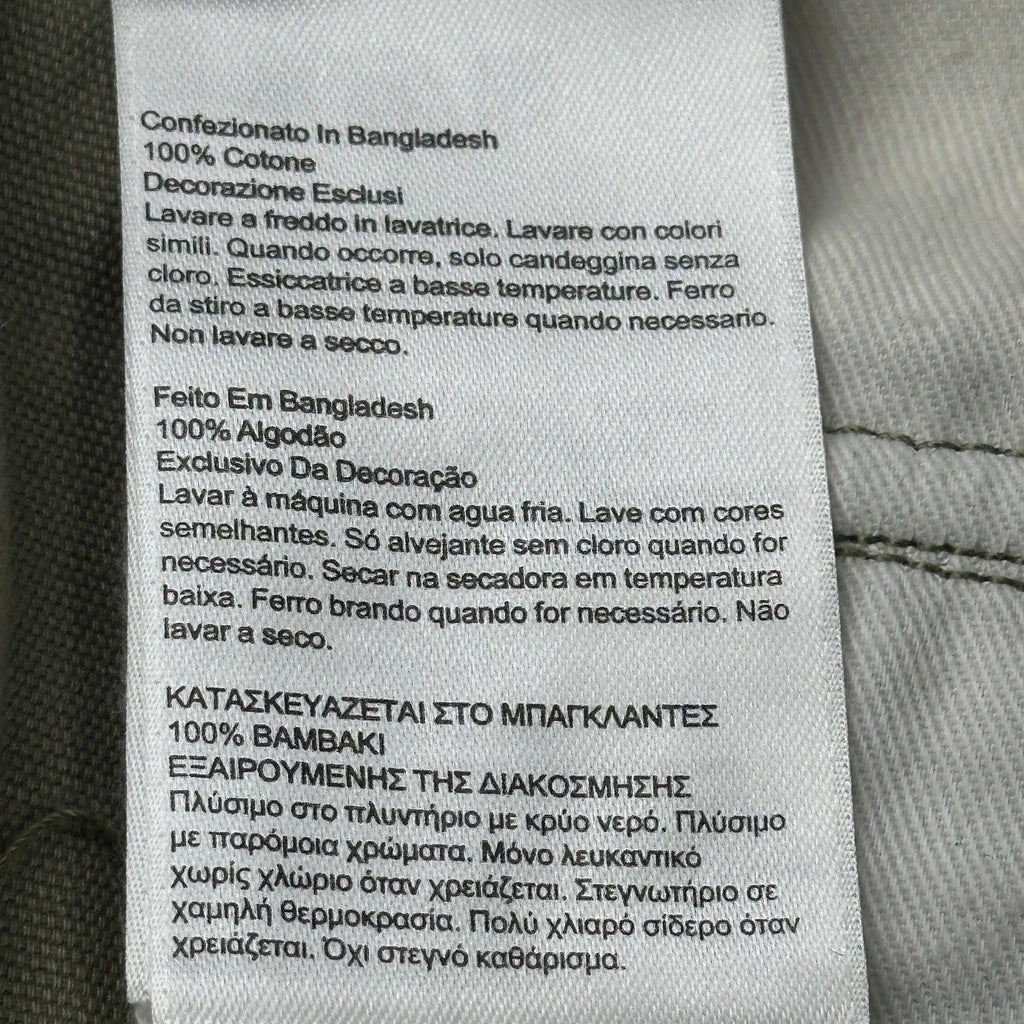 Confezionato In Bangladesh
100% Cotone
Decorazione Esclusi
Lavare a freddo in lavatrice. Lavare con colori
simili. Quando occorre, solo candeggina senza
cloro. Essiccatrice a basse temperature. Ferro
da stiro a basse temperature quando necessario.
Non lavare a secco.
Feito Em Bangladesh
100% Algodão
Exclusivo Da Decoração
Lavar à máquina com agua fria. Lave com cores
semelhantes. Só alvejante sem cloro quando for
necessário. Secar na secadora em temperatura
baixa. Ferro brando quando for necessário. Não
lavar a seco.
ΚΑΤΑΣΚΕΥΑΖΕΤΑΙ ΣΤΟ ΜΠΑΓΚΛΑΝΤΕΣ
100% ΒΑΜΒΑΚΙ
ΕΞΑΙΡΟΥΜΕΝΗΣ ΤΗΣ ΔΙΑΚΟΣΜΗΣΗΣ
Πλύσιμο στο πλυντήριο με κρύο νερό. Πλύσιμο
με παρόμοια χρώματα. Μόνο λευκαντικό
χωρίς χλώριο όταν χρειάζεται. Στεγνωτήριο σε
χαμηλή θερμοκρασία. Πολύ χλιαρό σίδερο όταν
χρειάζεται. Όχι στεγνό καθάρισμα.